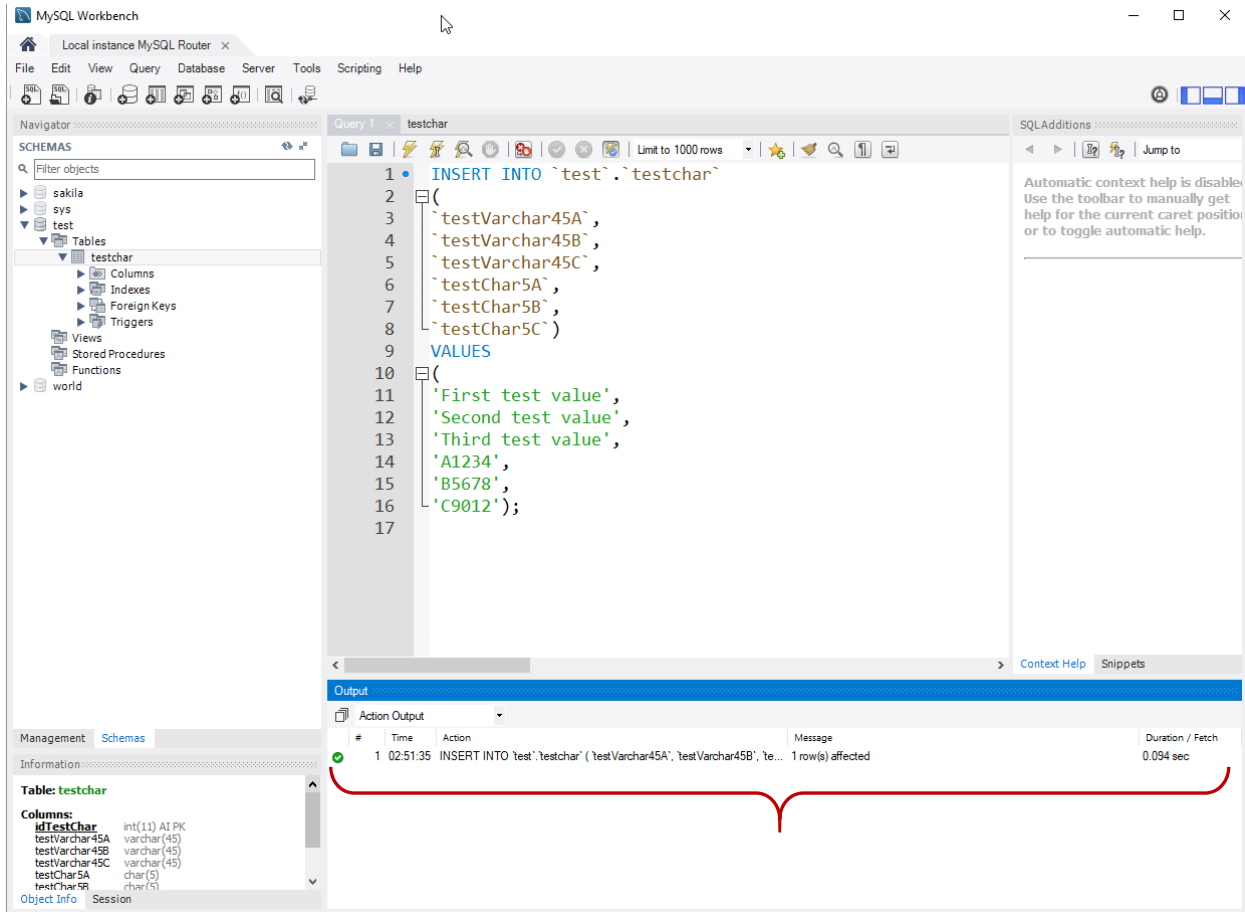 MySQL Workbench
Local instance MySQL Router
File Edit View Query Database Server Tools Scripting Help
Navigator
SCHEMAS
Filter objects
sakila
sys
test
Tables
testchar
Columns
Indexes
Foreign Keys
Triggers
Views
Stored Procedures
Functions
world
Management Schemas
Information
Table: testchar
Columns:
idTestChar int(11) AI PK
testVarchar45A varchar(45)
testVarchar45B varchar(45)
testVarchar45C varchar(45)
testChar5A char(5)
testChar5B char(5)
Object Info Session
Query 1 testchar
Limit to 1000 rows
1 INSERT INTO `test`.`testchar`
2 (
3 `testVarchar45A`,
4 `testVarchar45B`,
5 `testVarchar45C`,
6 `testChar5A`,
7 `testChar5B`,
8 `testChar5C`)
9 VALUES
10 (
11 'First test value',
12 'Second test value',
13 'Third test value',
14 'A1234',
15 'B5678',
16 'C9012');
17
SQLAdditions
Jump to
Automatic context help is disable
Use the toolbar to manually get
help for the current caret positio
or to toggle automatic help.
Context Help Snippets
Output
Action Output
# Time Action Message Duration / Fetch
1 02:51:35 INSERT INTO `test`.`testchar` ( `testVarchar45A`, `testVarchar45B`, `te... 1 row(s) affected 0.094 sec